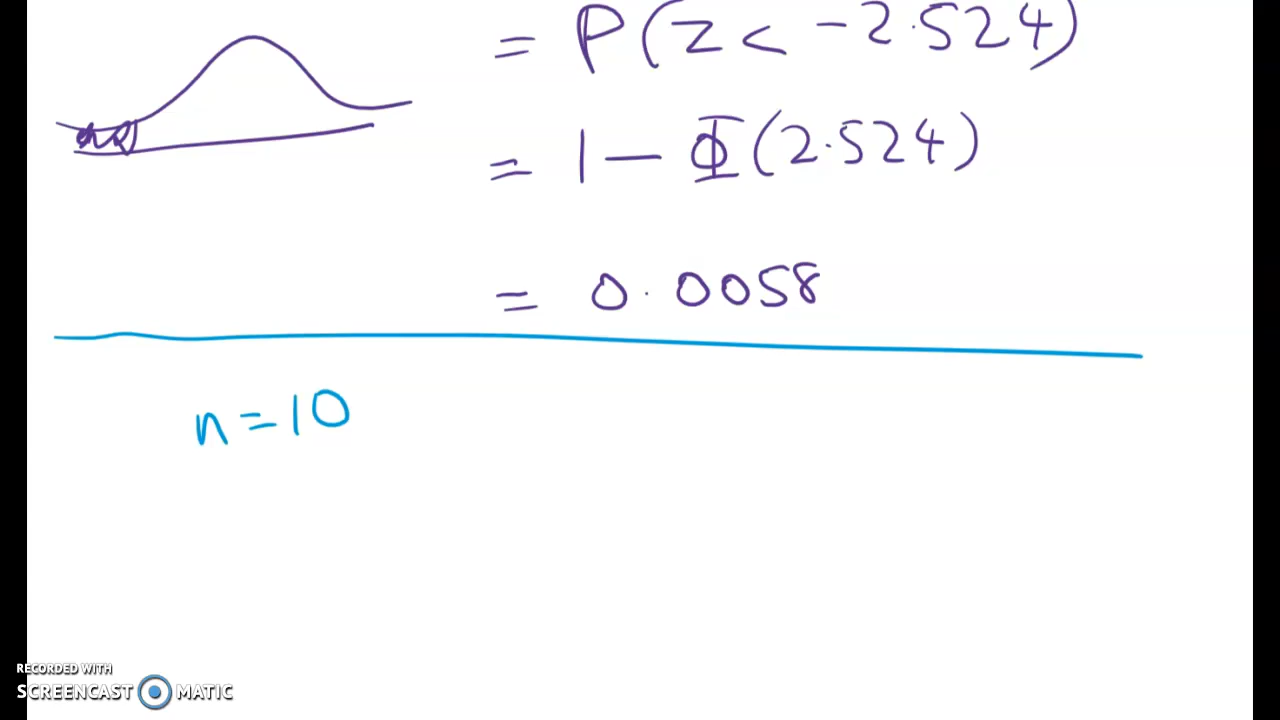 = P(Z < -2.524)
= 1 - Φ(2.524)
= 0.0058
n = 10
RECORDED WITH
SCREENCAST MATIC